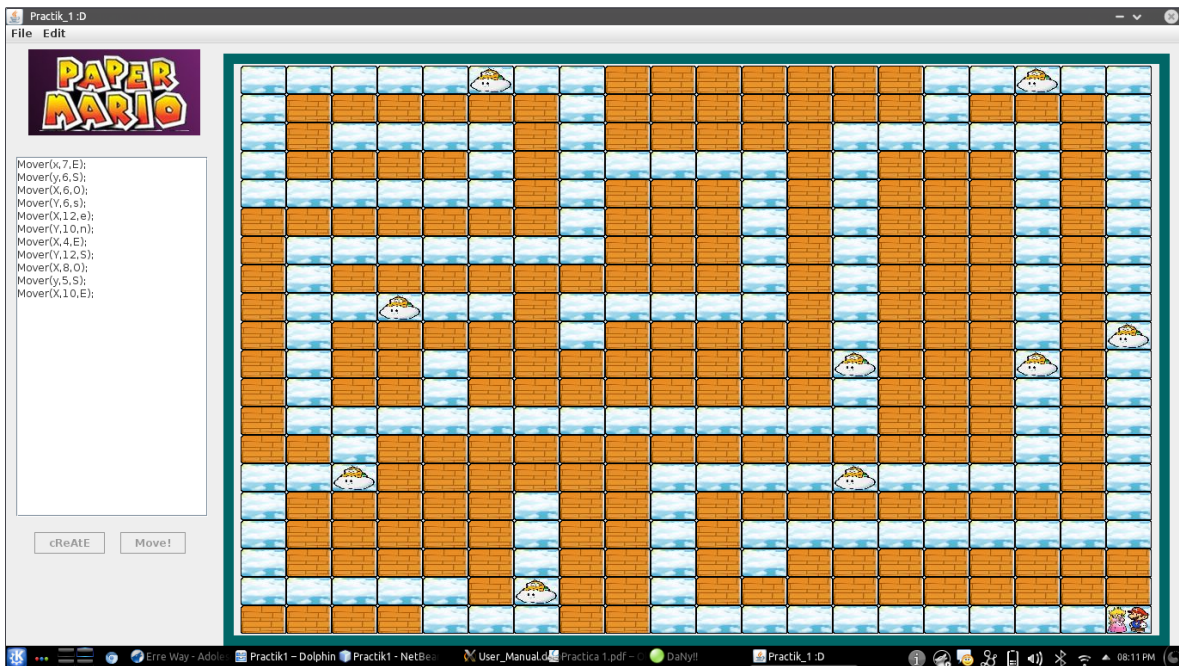 Practik_1 :D
File Edit
PAPER
MARIO
Mover(x,7,E);
Mover(y,6,S);
Mover(X,6,O);
Mover(Y,6,s);
Mover(X,12,e);
Mover(Y,10,n);
Mover(X,4,E);
Mover(Y,12,S);
Mover(X,8,O);
Mover(y,5,S);
Mover(X,10,E);
cReAtE Move!
Erre Way - Adole Practik1 – Dolphin Practik1 - NetBea User_Manual.d Practica 1.pdf – O DaNy!! Practik_1 :D 08:11 PM